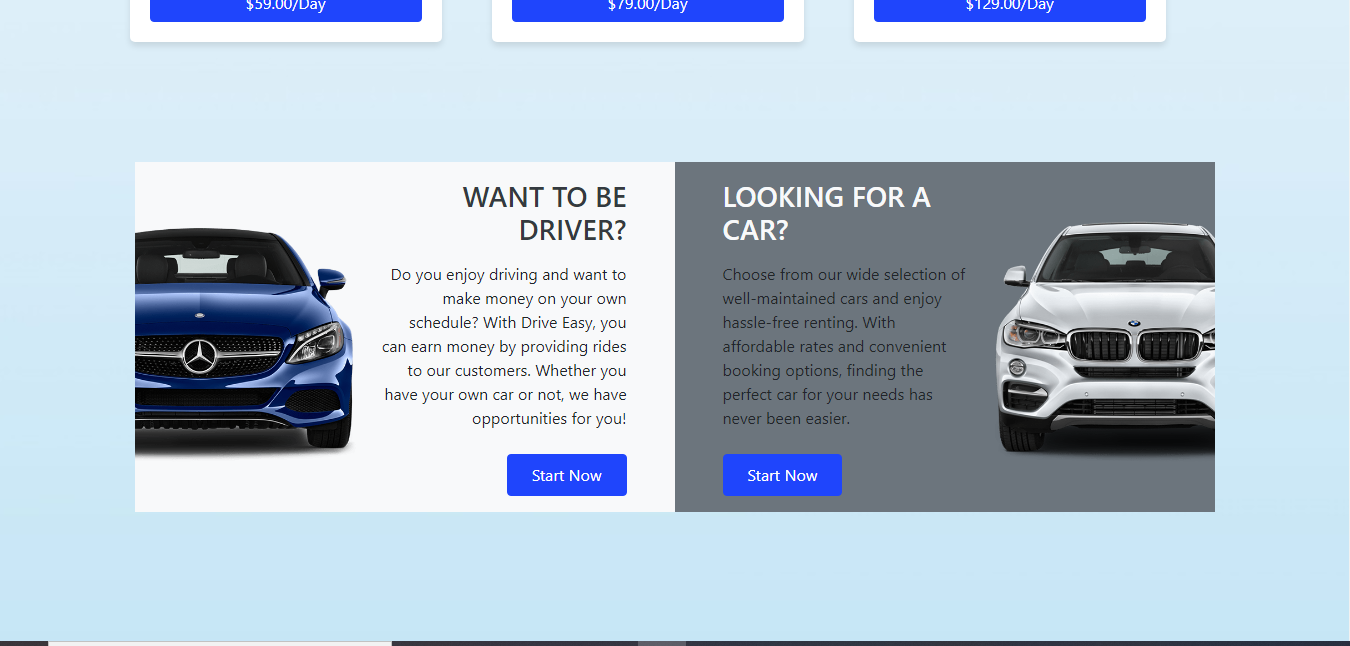 $59.00/Day
$79.00/Day
$129.00/Day
WANT TO BE
DRIVER?
Do you enjoy driving and want to
make money on your own
schedule? With Drive Easy, you
can earn money by providing rides
to our customers. Whether you
have your own car or not, we have
opportunities for you!
Start Now
LOOKING FOR A
CAR?
Choose from our wide selection of
well-maintained cars and enjoy
hassle-free renting. With
affordable rates and convenient
booking options, finding the
perfect car for your needs has
never been easier.
Start Now